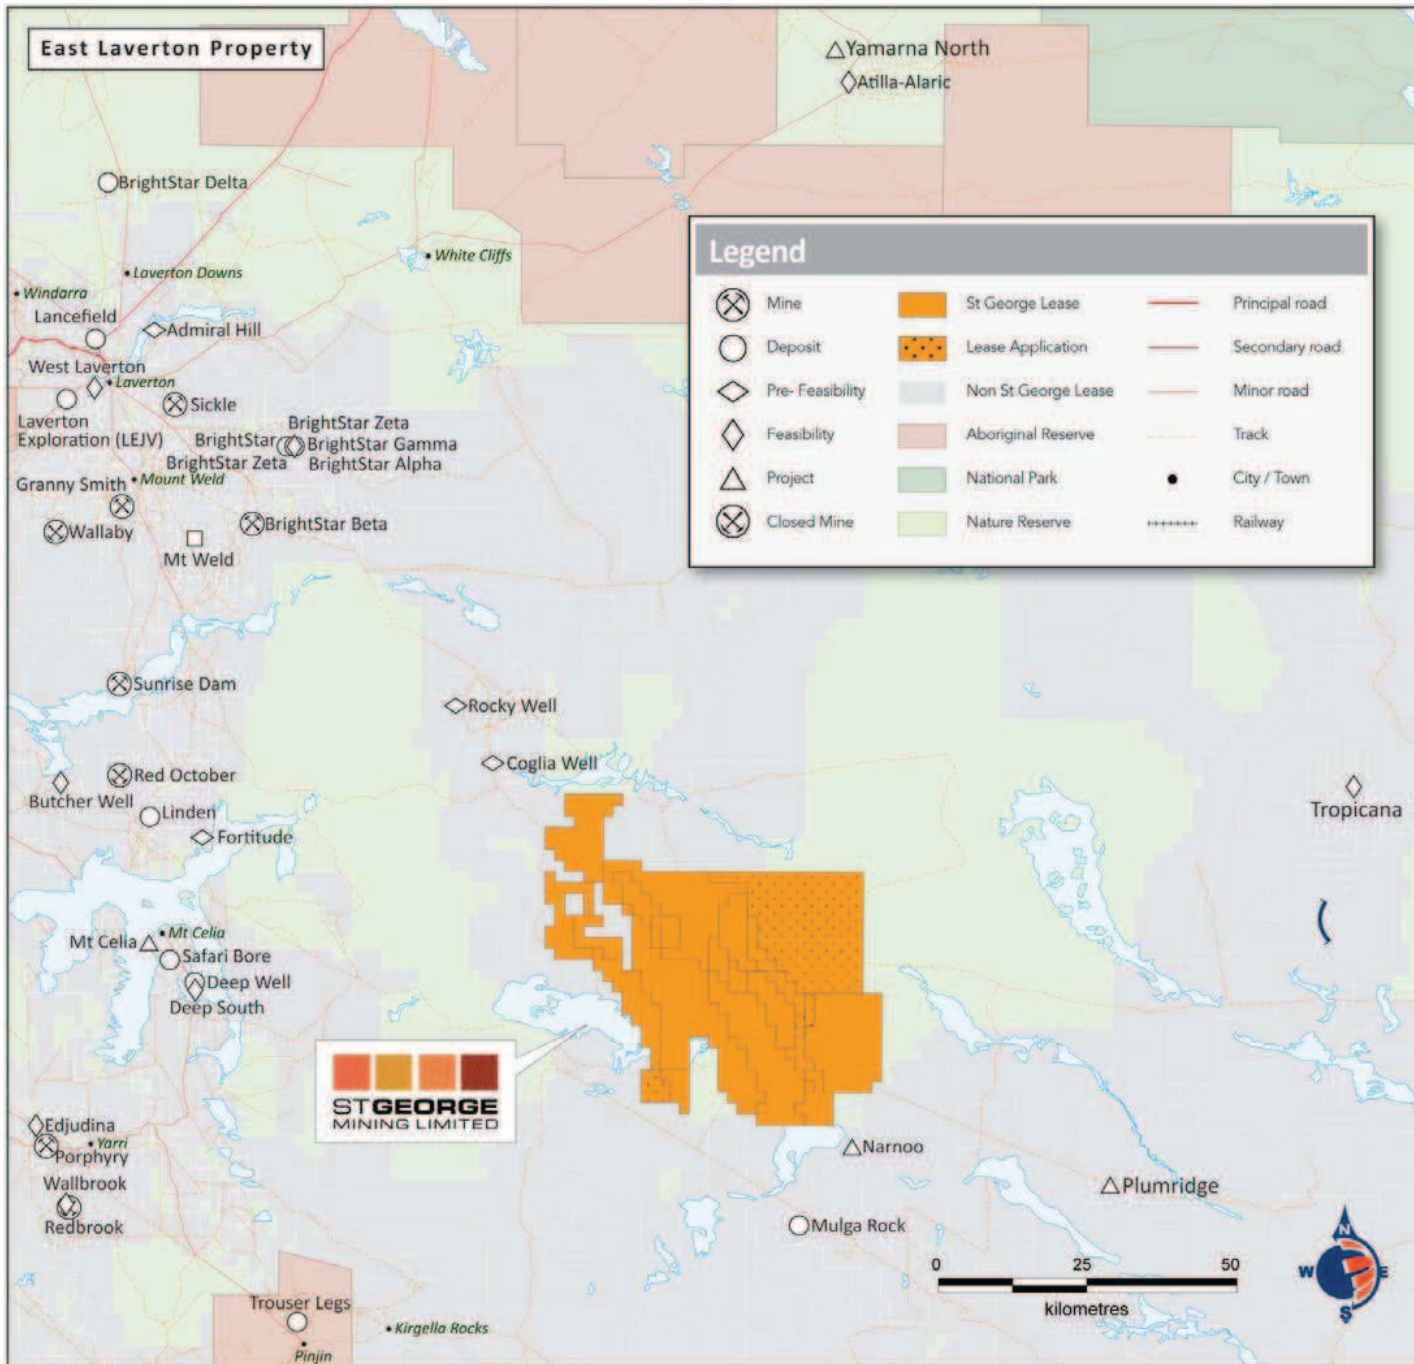 East Laverton Property
Yamarna North
Atilla-Alaric
BrightStar Delta
White Cliffs
Laverton Downs
Windarra
Lancefield
Admiral Hill
West Laverton
Laverton
Sickle
Laverton
Exploration (LEJV)
BrightStar Zeta
BrightStar
BrightStar Gamma
BrightStar Zeta
BrightStar Alpha
Granny Smith
Mount Weld
Wallaby
BrightStar Beta
Mt Weld
Legend
Mine
St George Lease
Principal road
Deposit
Lease Application
Secondary road
Pre- Feasibility
Non St George Lease
Minor road
Feasibility
Aboriginal Reserve
Track
Project
National Park
City / Town
Closed Mine
Nature Reserve
Railway
Sunrise Dam
Rocky Well
Coglia Well
Red October
Butcher Well
Linden
Fortitude
Tropicana
Mt Celia
Mt Celia
Safari Bore
Deep Well
Deep South
STGEORGE
MINING LIMITED
Edjudina
Yarri
Porphyry
Wallbrook
Redbrook
Narnoo
Plumridge
Mulga Rock
Trouser Legs
Kirgella Rocks
Pinjin
0 25 50
kilometres
N
W E
S